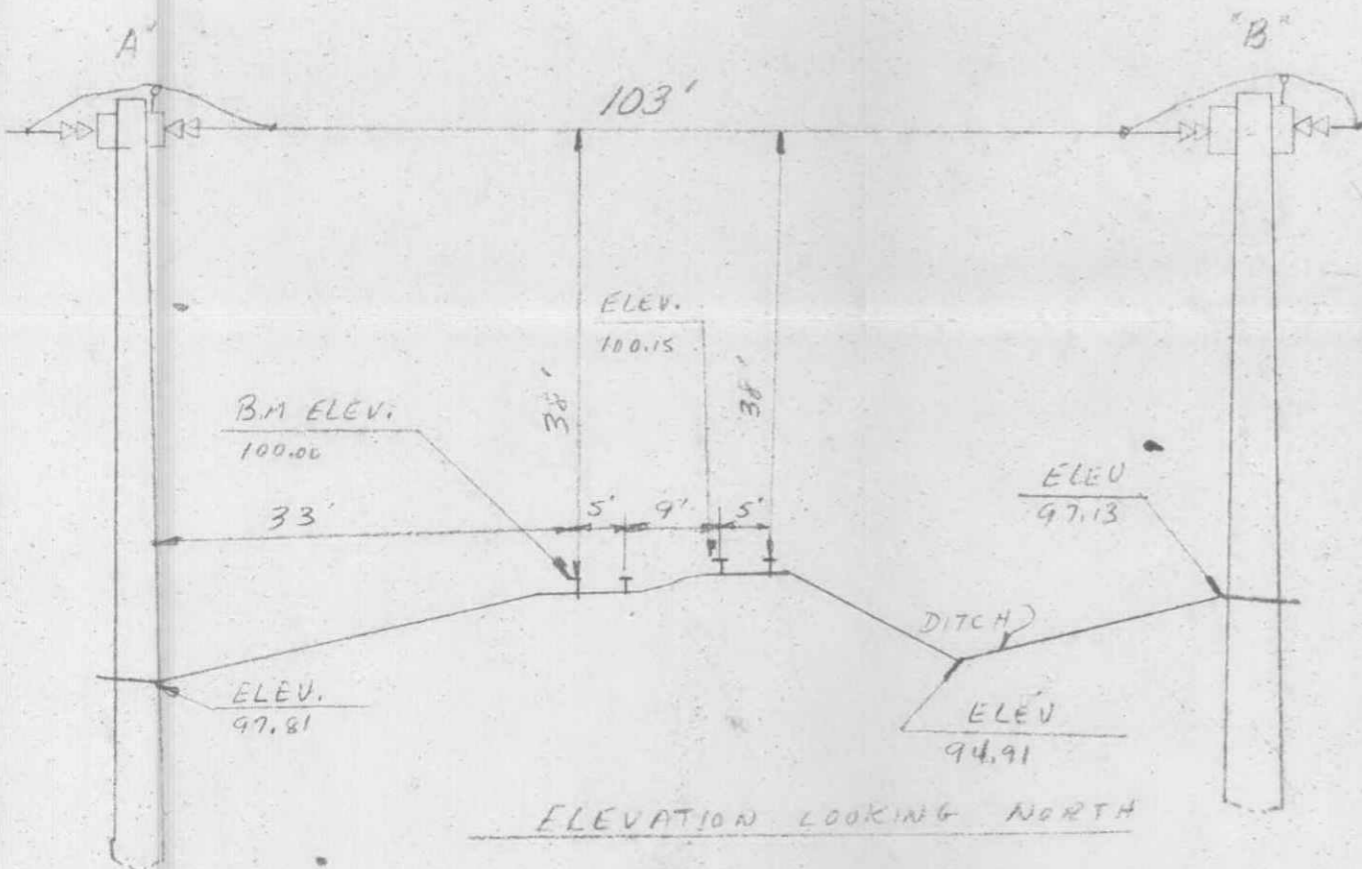 "A"
"B"
103'
ELEV.
100.15
38'
38'
B.M ELEV.
100.00
ELEV
97.13
33'
5'
9'
5'
DITCH
ELEV.
97.81
ELEV
94.91
ELEVATION LOOKING NORTH